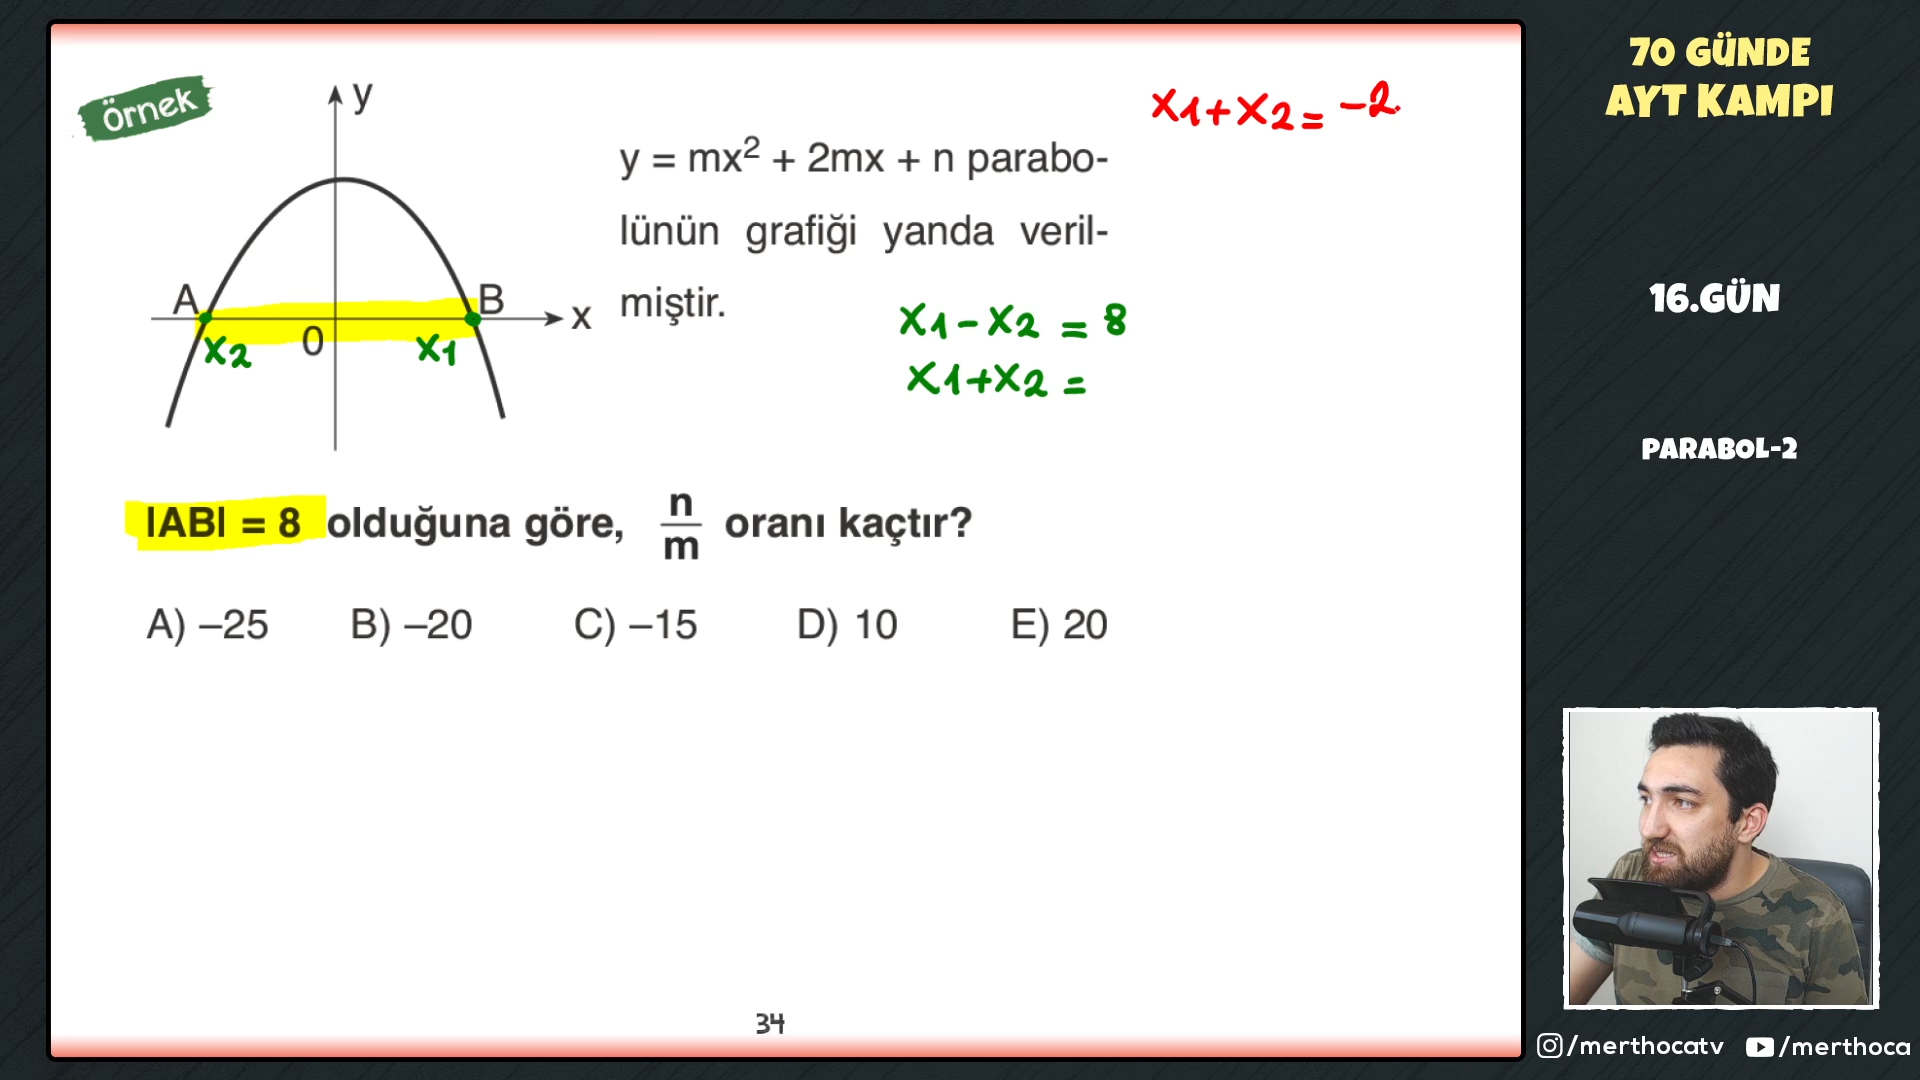 Örnek
y
A
B
x
0
x2
x1
y = mx² + 2mx + n parabo-
lünün grafiği yanda veril-
miştir.
x1+x2 = -2.
x1-x2 = 8
x1+x2 =
|AB| = 8 olduğuna göre, n/m oranı kaçtır?
A) –25 B) –20 C) –15 D) 10 E) 20
34
70 GÜNDE
AYT KAMPI
16.GÜN
PARABOL-2
/merthocatv /merthoca